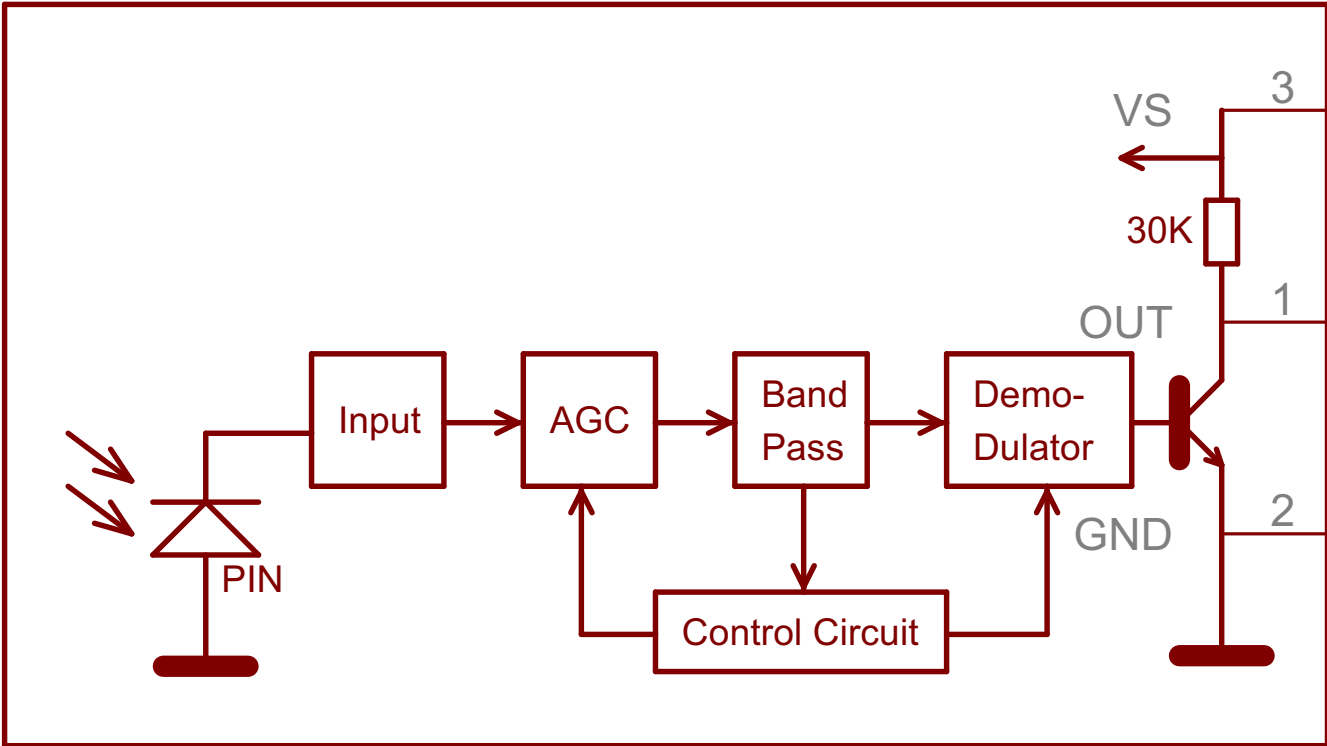 3
VS
30K
1
OUT
Input
AGC
Band
Pass
Demo-
Dulator
2
GND
PIN
Control Circuit